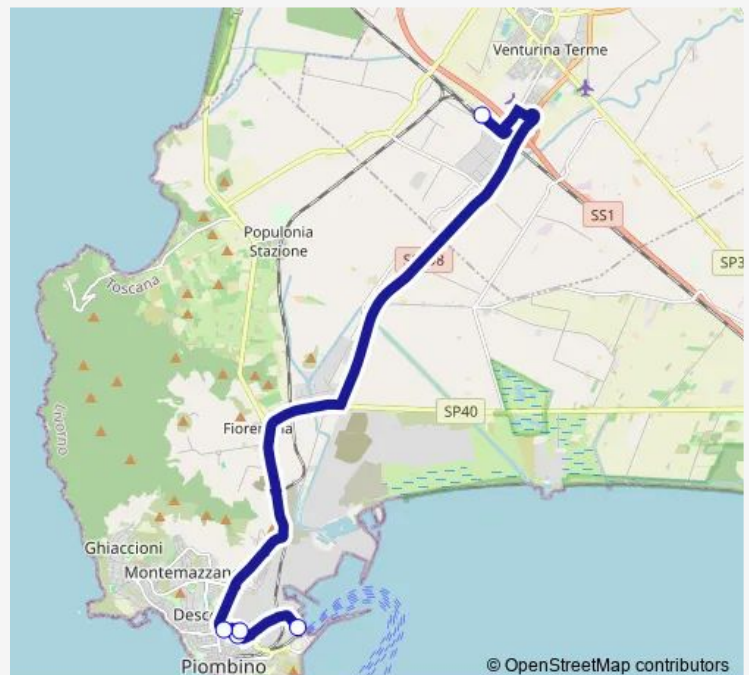 Venturina Terme
SS1
Populonia
Stazione
SP3
Toscana
SP40
Livorno
Ghiaccioni
Montemazzan
Piombino
© OpenStreetMap contributors